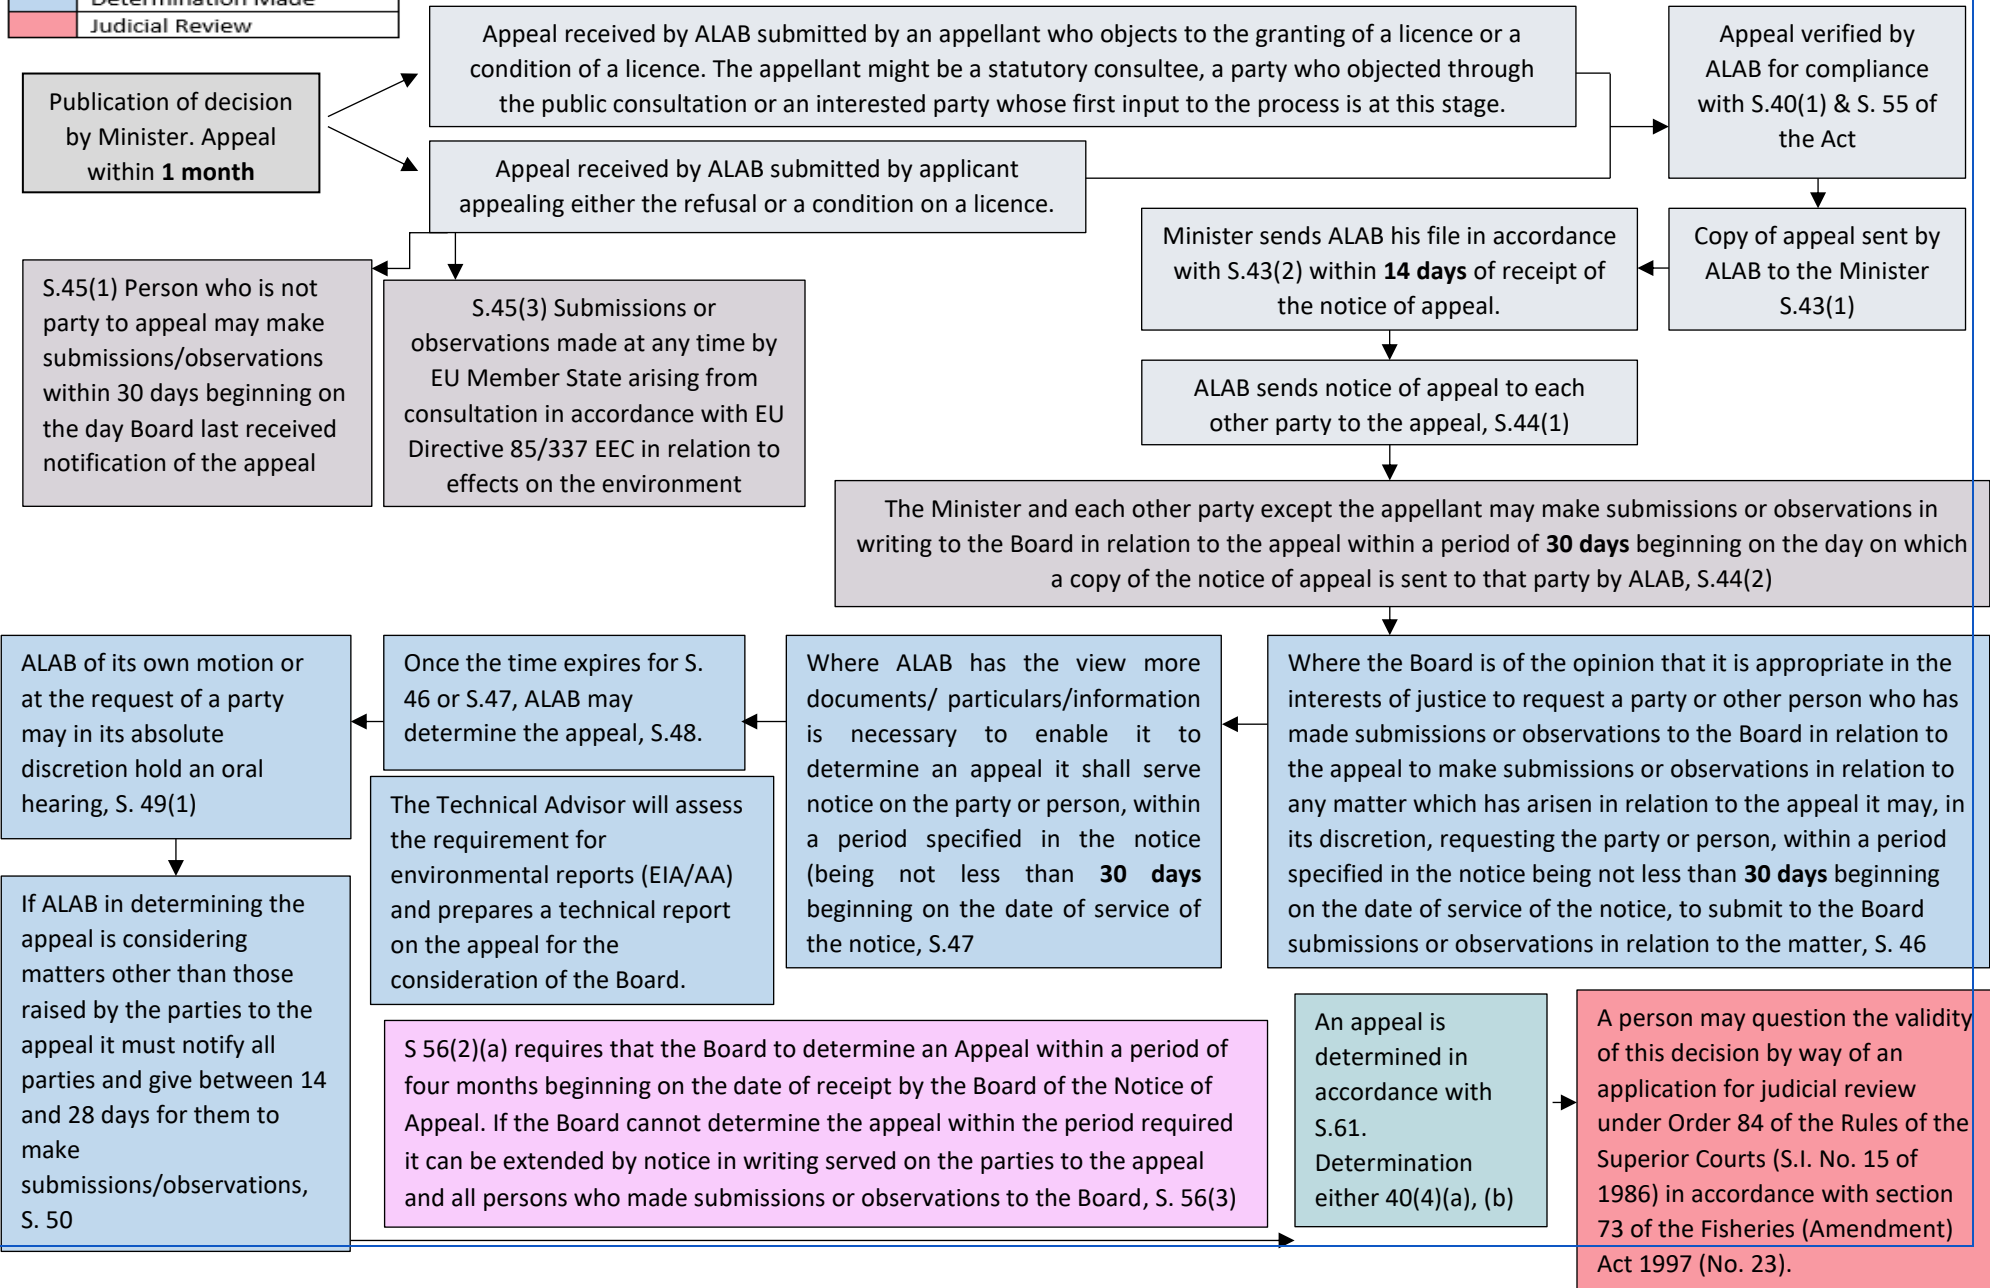 Determination Made
Judicial Review
Publication of decision
by Minister. Appeal
within 1 month
Appeal received by ALAB submitted by an appellant who objects to the granting of a licence or a
condition of a licence. The appellant might be a statutory consultee, a party who objected through
the public consultation or an interested party whose first input to the process is at this stage.
Appeal verified by
ALAB for compliance
with S.40(1) & S. 55 of
the Act
Appeal received by ALAB submitted by applicant
appealing either the refusal or a condition on a licence.
Minister sends ALAB his file in accordance
with S.43(2) within 14 days of receipt of
the notice of appeal.
Copy of appeal sent by
ALAB to the Minister
S.43(1)
S.45(1) Person who is not
party to appeal may make
submissions/observations
within 30 days beginning on
the day Board last received
notification of the appeal
S.45(3) Submissions or
observations made at any time by
EU Member State arising from
consultation in accordance with EU
Directive 85/337 EEC in relation to
effects on the environment
ALAB sends notice of appeal to each
other party to the appeal, S.44(1)
The Minister and each other party except the appellant may make submissions or observations in
writing to the Board in relation to the appeal within a period of 30 days beginning on the day on which
a copy of the notice of appeal is sent to that party by ALAB, S.44(2)
ALAB of its own motion or
at the request of a party
may in its absolute
discretion hold an oral
hearing, S. 49(1)
Once the time expires for S.
46 or S.47, ALAB may
determine the appeal, S.48.
Where ALAB has the view more
documents/ particulars/information
is necessary to enable it to
determine an appeal it shall serve
notice on the party or person, within
a period specified in the notice
(being not less than 30 days
beginning on the date of service of
the notice, S.47
Where the Board is of the opinion that it is appropriate in the
interests of justice to request a party or other person who has
made submissions or observations to the Board in relation to
the appeal to make submissions or observations in relation to
any matter which has arisen in relation to the appeal it may, in
its discretion, requesting the party or person, within a period
specified in the notice being not less than 30 days beginning
on the date of service of the notice, to submit to the Board
submissions or observations in relation to the matter, S. 46
The Technical Advisor will assess
the requirement for
environmental reports (EIA/AA)
and prepares a technical report
on the appeal for the
consideration of the Board.
If ALAB in determining the
appeal is considering
matters other than those
raised by the parties to the
appeal it must notify all
parties and give between 14
and 28 days for them to
make
submissions/observations,
S. 50
S 56(2)(a) requires that the Board to determine an Appeal within a period of
four months beginning on the date of receipt by the Board of the Notice of
Appeal. If the Board cannot determine the appeal within the period required
it can be extended by notice in writing served on the parties to the appeal
and all persons who made submissions or observations to the Board, S. 56(3)
An appeal is
determined in
accordance with
S.61.
Determination
either 40(4)(a), (b)
A person may question the validity
of this decision by way of an
application for judicial review
under Order 84 of the Rules of the
Superior Courts (S.I. No. 15 of
1986) in accordance with section
73 of the Fisheries (Amendment)
Act 1997 (No. 23).